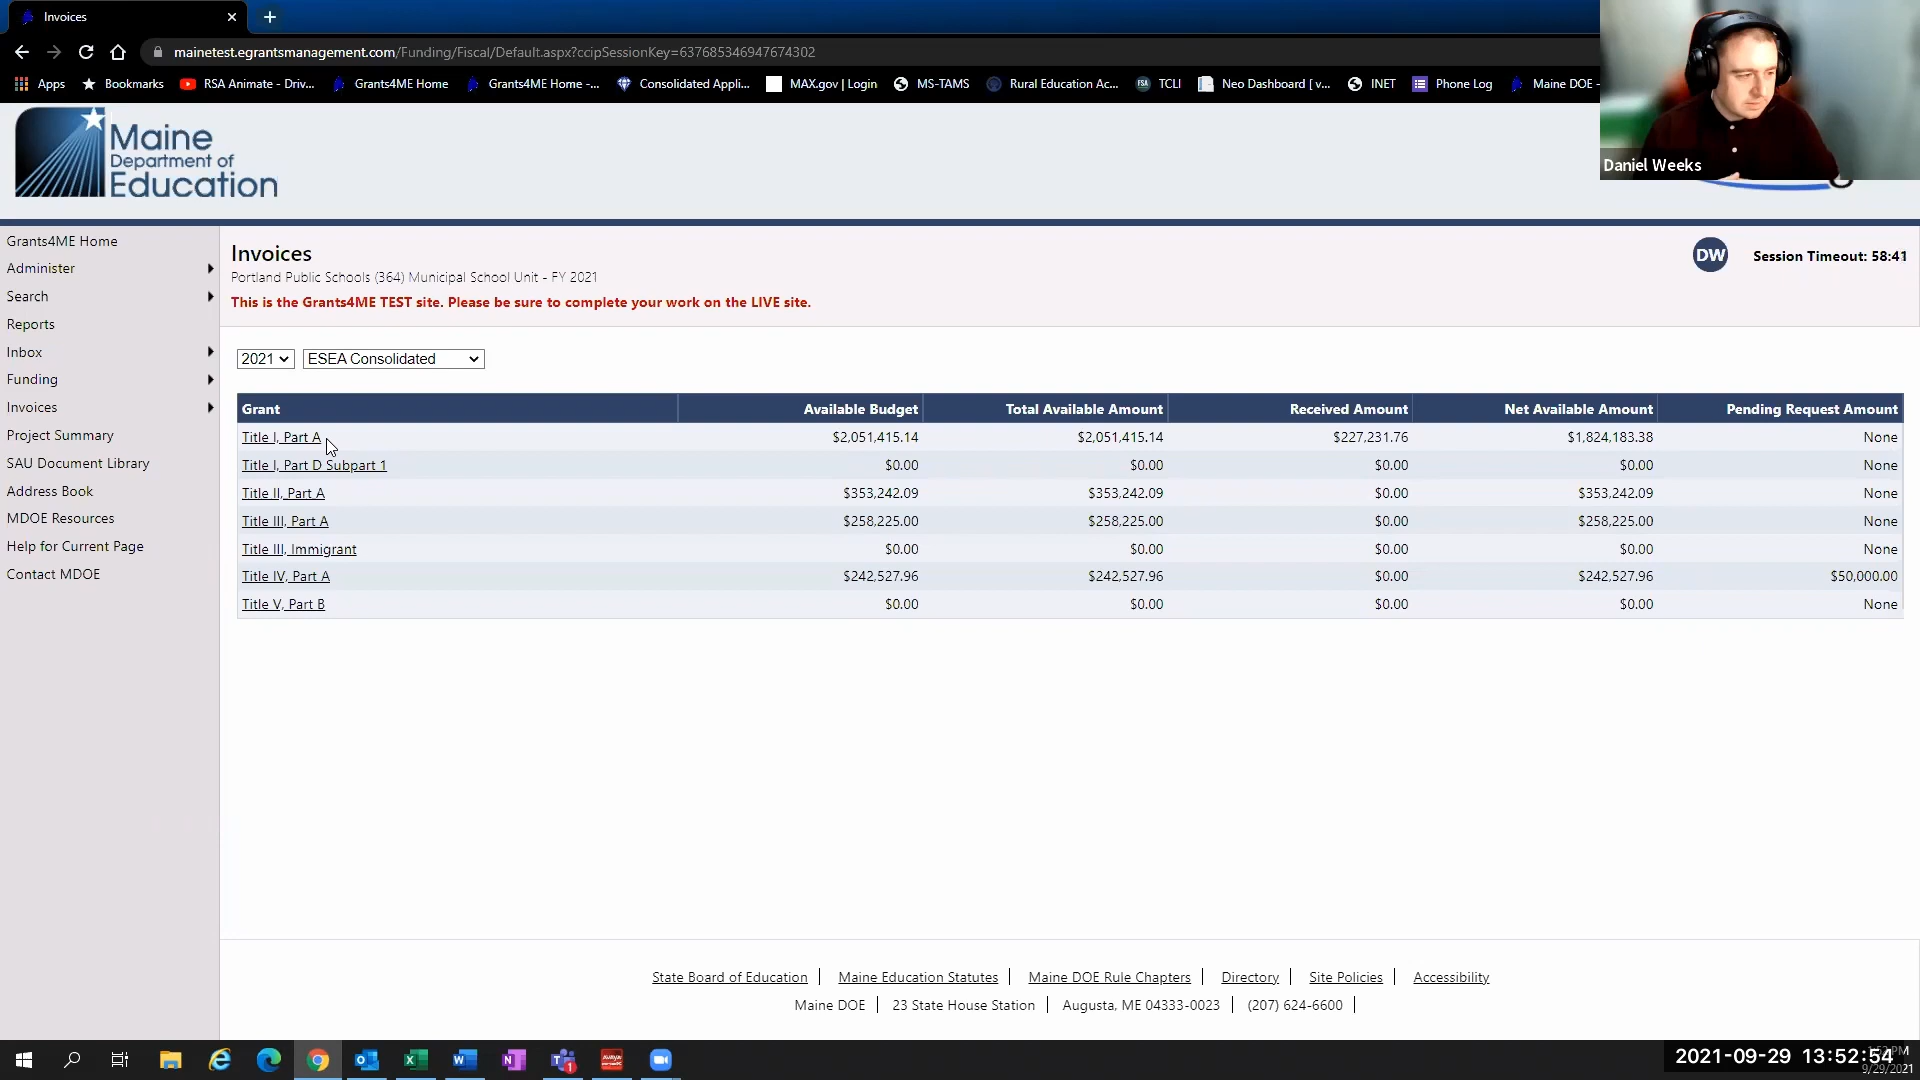 Invoices
mainetest.egrantsmanagement.com/Funding/Fiscal/Default.aspx?ccipSessionKey=637685346947674302
Apps Bookmarks RSA Animate - Driv... Grants4ME Home Grants4ME Home -... Consolidated Appli... MAX.gov | Login MS-TAMS Rural Education Ac... FSA TCLI Neo Dashboard [ v... INET Phone Log Maine DOE -
Daniel Weeks
Maine
Department of
Education
Grants4ME Home
Administer
Search
Reports
Inbox
Funding
Invoices
Project Summary
SAU Document Library
Address Book
MDOE Resources
Help for Current Page
Contact MDOE
Invoices
Portland Public Schools (364) Municipal School Unit - FY 2021
This is the Grants4ME TEST site. Please be sure to complete your work on the LIVE site.
DW Session Timeout: 58:41
2021 ESEA Consolidated
Grant Available Budget Total Available Amount Received Amount Net Available Amount Pending Request Amount
Title I, Part A $2,051,415.14 $2,051,415.14 $227,231.76 $1,824,183.38 None
Title I, Part D Subpart 1 $0.00 $0.00 $0.00 $0.00 None
Title II, Part A $353,242.09 $353,242.09 $0.00 $353,242.09 None
Title III, Part A $258,225.00 $258,225.00 $0.00 $258,225.00 None
Title III, Immigrant $0.00 $0.00 $0.00 $0.00 None
Title IV, Part A $242,527.96 $242,527.96 $0.00 $242,527.96 $50,000.00
Title V, Part B $0.00 $0.00 $0.00 $0.00 None
State Board of Education | Maine Education Statutes | Maine DOE Rule Chapters | Directory | Site Policies | Accessibility
Maine DOE | 23 State House Station | Augusta, ME 04333-0023 | (207) 624-6600 |
2021-09-29 13:52:54
9/29/2021